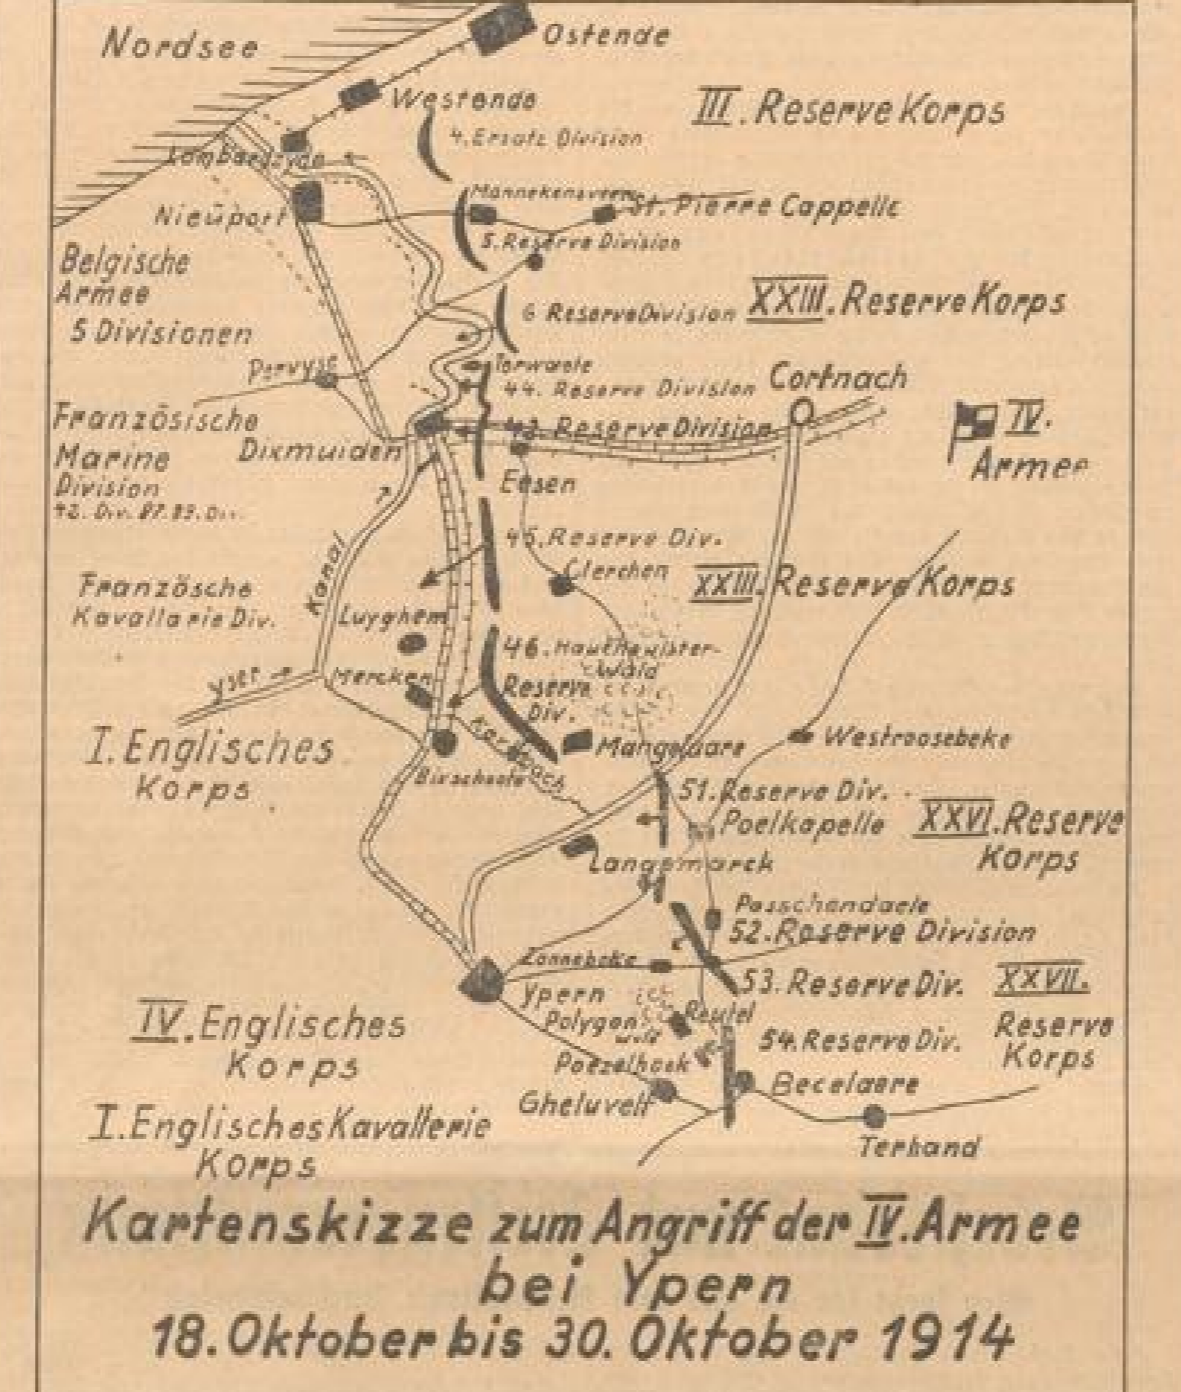 Nordsee
Ostende
Westende
III. Reserve Korps
4. Ersatz Division
Lombardzyde
Mannekensveere
St. Pierre Cappelle
Nieuport
5. Reserve Division
Belgische
Armee
5 Divisionen
6 Reserve Division
XXIII. Reserve Korps
Pervyse
Torwaete
44. Reserve Division
Cortnach
Französische
Marine
Division
43. Reserve Division
Dixmuiden
IV.
Armee
Eesen
45. Reserve Div.
Kanal
Clerchen
XXIII. Reserve Korps
Französche
Kavallerie Div.
Luyghem
46.
Wald
Reserve
Div.
Mercken
Yser
I. Englisches
Korps
Mangelaare
Westroosebeke
Bixschoote
51. Reserve Div.
Poelkapelle
XXVI. Reserve
Korps
Langemarck
Passchendaele
52. Reserve Division
Zonnebeke
53. Reserve Div.
XXVII.
Reserve
Korps
Ypern
Polygon
wald
Reutel
54. Reserve Div.
IV. Englisches
Korps
Poezelhoek
Becelaere
Gheluvelt
I. Englisches Kavallerie
Korps
Terhand
Kartenskizze zum Angriff der IV. Armee
bei Ypern
18. Oktober bis 30. Oktober 1914